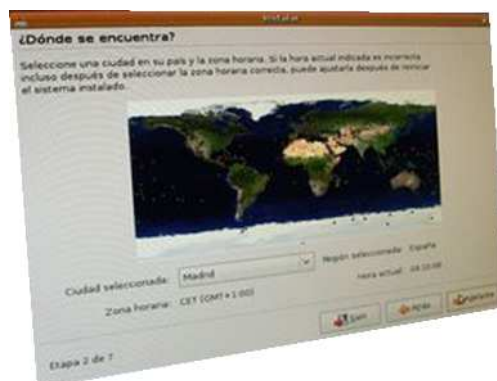 Instalar
¿Dónde se encuentra?
Seleccione una ciudad en su país y la zona horaria. Si la hora actual indicada es incorrecta
incluso después de seleccionar la zona horaria correcta, puede ajustarla después de reiniciar
el sistema instalado.
Ciudad seleccionada: Madrid Región seleccionada: España
Zona horaria: CET (GMT+1:00) Hora actual:
Etapa 2 de 7 Atrás